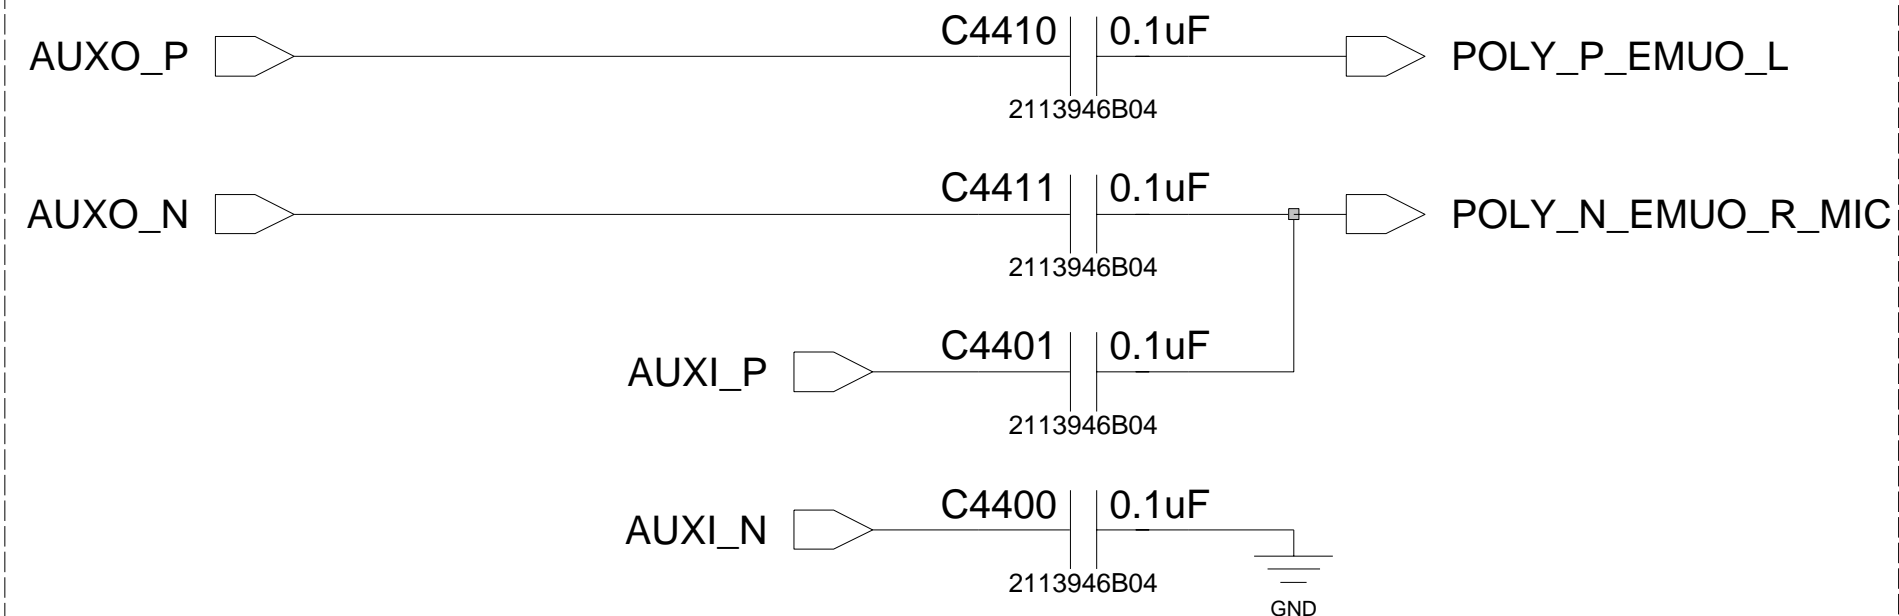 C4410 0.1uF
AUXO_P POLY_P_EMUO_L
2113946B04
C4411 0.1uF
AUXO_N POLY_N_EMUO_R_MIC
2113946B04
C4401 0.1uF
AUXI_P
2113946B04
C4400 0.1uF
AUXI_N
2113946B04
GND